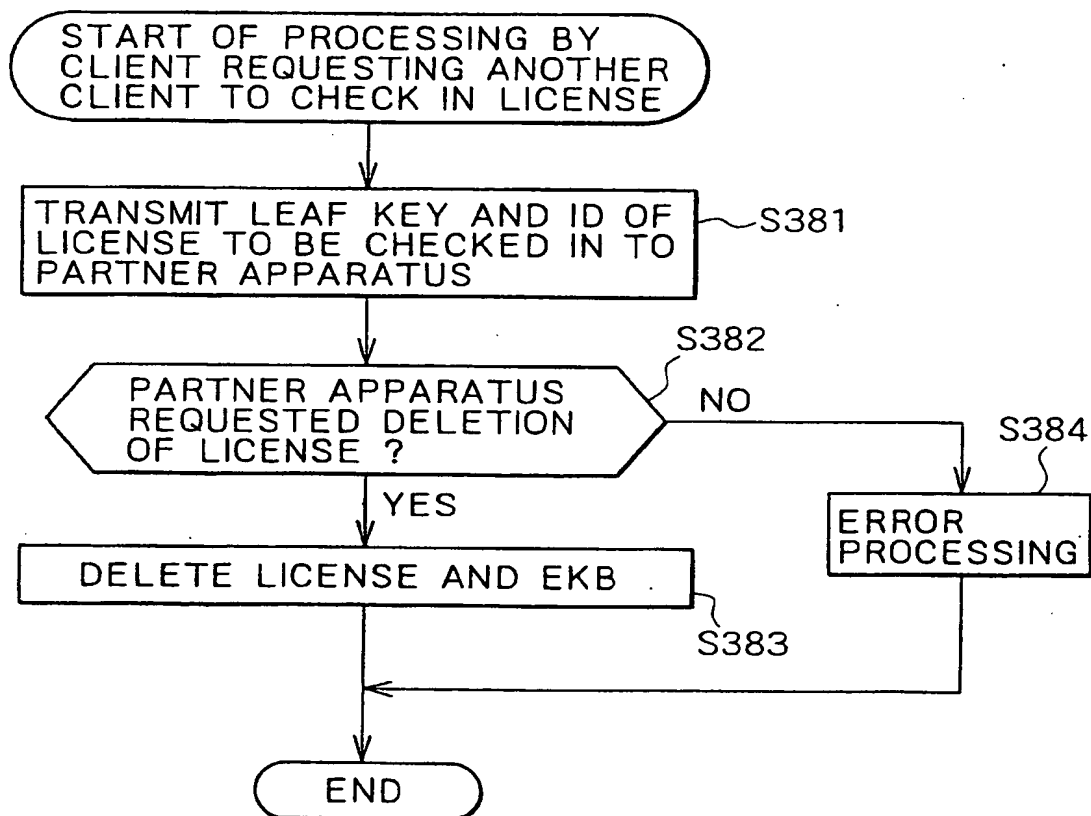 START OF PROCESSING BY
CLIENT REQUESTING ANOTHER
CLIENT TO CHECK IN LICENSE
TRANSMIT LEAF KEY AND ID OF
LICENSE TO BE CHECKED IN TO
PARTNER APPARATUS
S381
S382
PARTNER APPARATUS
REQUESTED DELETION
OF LICENSE ?
NO
S384
YES
ERROR
PROCESSING
DELETE LICENSE AND EKB
S383
END